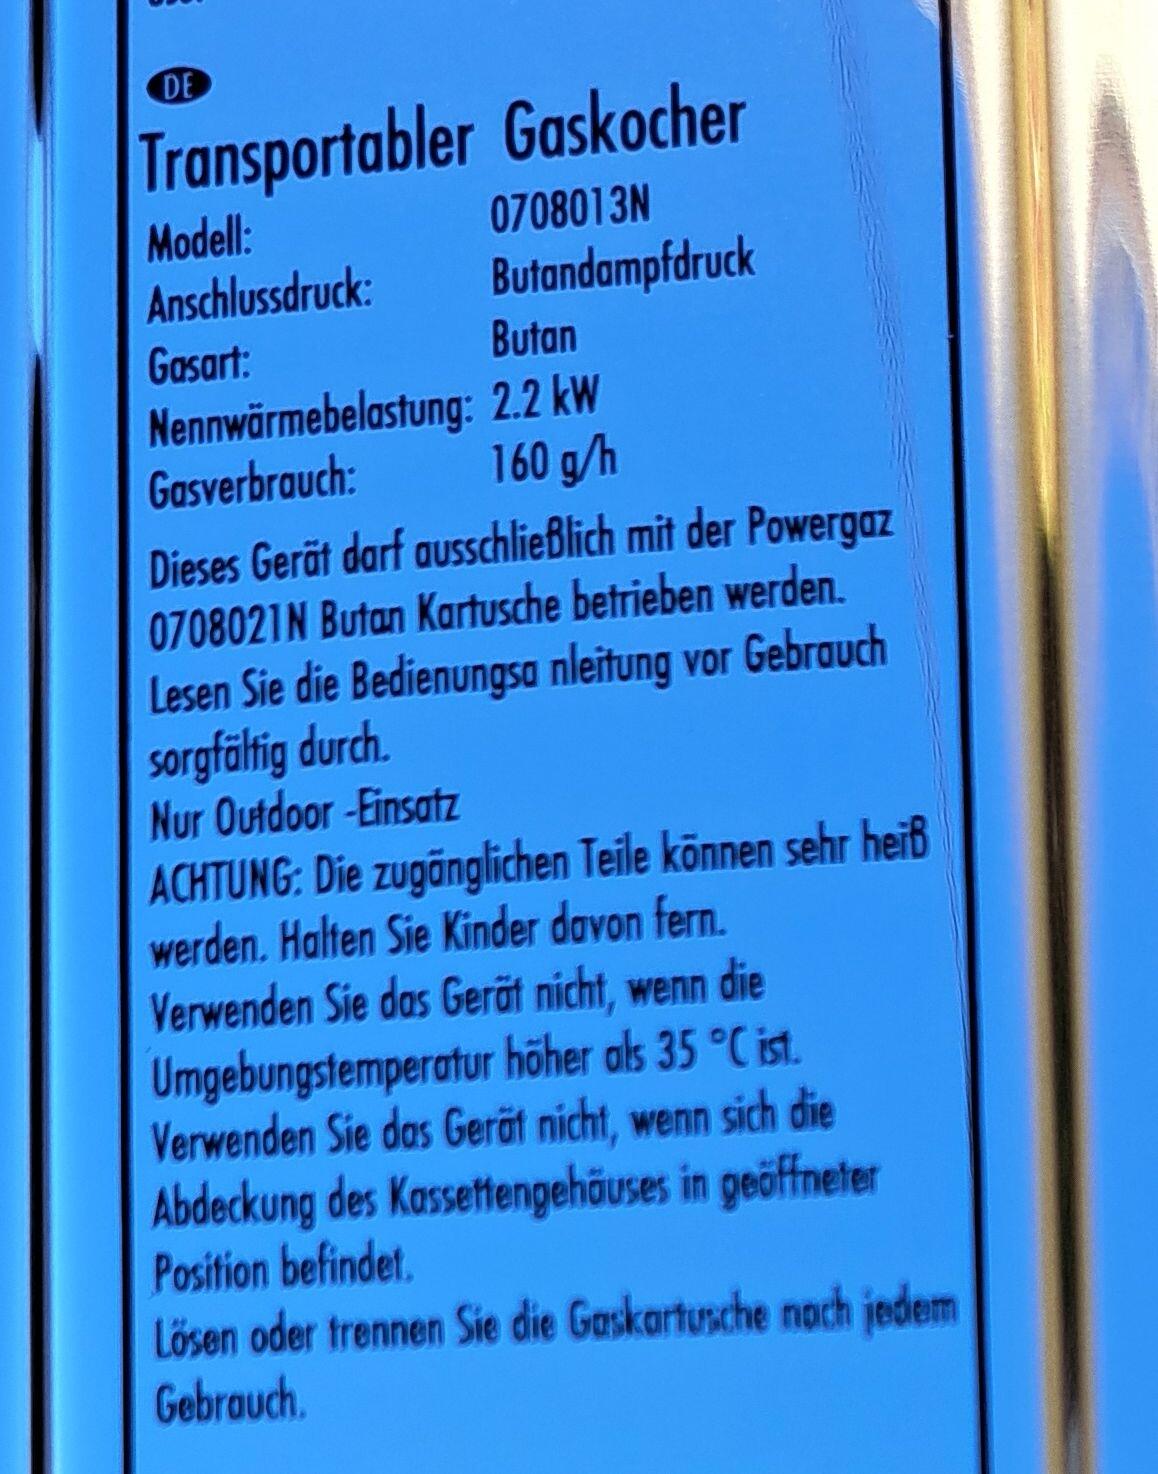 DE
Transportabler Gaskocher
Modell: 0708013N
Anschlussdruck: Butandampfdruck
Gasart: Butan
Nennwärmebelastung: 2.2 kW
Gasverbrauch: 160 g/h
Dieses Gerät darf ausschließlich mit der Powergaz
0708021N Butan Kartusche betrieben werden.
Lesen Sie die Bedienungsa nleitung vor Gebrauch
sorgfältig durch.
Nur Outdoor -Einsatz
ACHTUNG: Die zugänglichen Teile können sehr heiß
werden. Halten Sie Kinder davon fern.
Verwenden Sie das Gerät nicht, wenn die
Umgebungstemperatur höher als 35 °C ist.
Verwenden Sie das Gerät nicht, wenn sich die
Abdeckung des Kassettengehäuses in geöffneter
Position befindet.
Lösen oder trennen Sie die Gaskartusche nach jedem
Gebrauch.